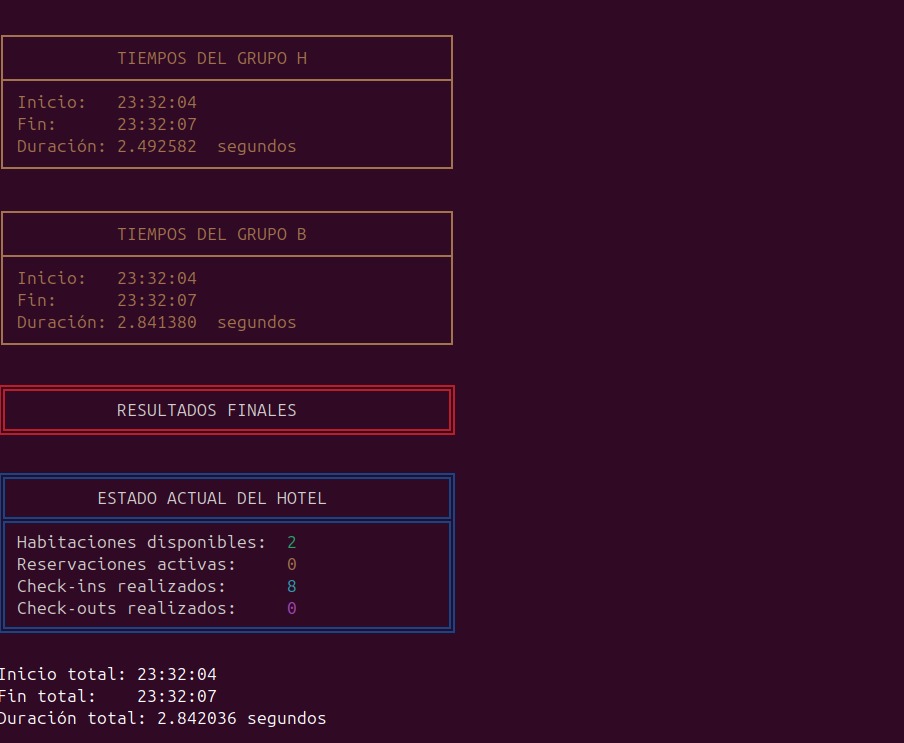 TIEMPOS DEL GRUPO H
Inicio: 23:32:04
Fin: 23:32:07
Duración: 2.492582 segundos
TIEMPOS DEL GRUPO B
Inicio: 23:32:04
Fin: 23:32:07
Duración: 2.841380 segundos
RESULTADOS FINALES
ESTADO ACTUAL DEL HOTEL
Habitaciones disponibles: 2
Reservaciones activas: 0
Check-ins realizados: 8
Check-outs realizados: 0
Inicio total: 23:32:04
Fin total: 23:32:07
Duración total: 2.842036 segundos